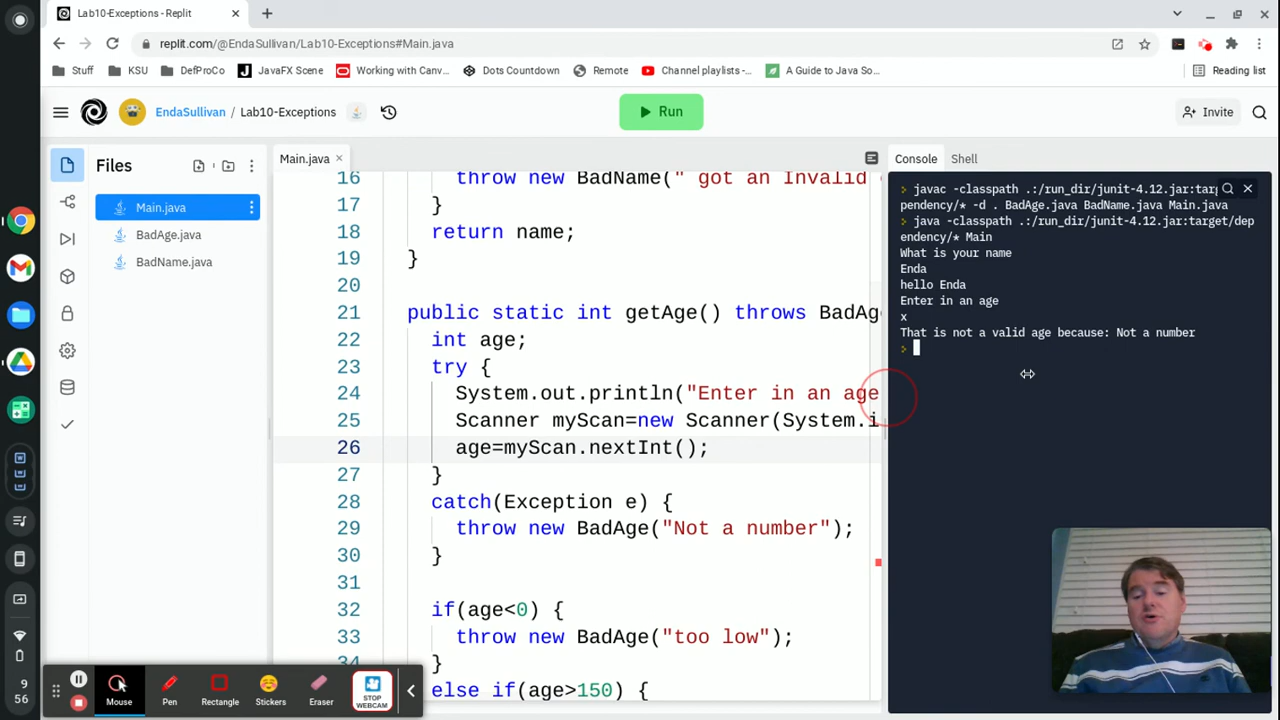 Lab10-Exceptions - Replit
replit.com/@EndaSullivan/Lab10-Exceptions#Main.java
Stuff
KSU
DefProCo
JavaFX Scene
Working with Canv...
Dots Countdown
Remote
Channel playlists -...
A Guide to Java So...
Reading list
EndaSullivan / Lab10-Exceptions
Run
Invite
Files
Main.java
BadAge.java
BadName.java
Main.java
16 throw new BadName(" got an Invalid
17 }
18 return name;
19 }
20
21 public static int getAge() throws BadAg
22 int age;
23 try {
24 System.out.println("Enter in an age
25 Scanner myScan=new Scanner(System.i
26 age=myScan.nextInt();
27 }
28 catch(Exception e) {
29 throw new BadAge("Not a number");
30 }
31
32 if(age<0) {
33 throw new BadAge("too low");
34 }
else if(age>150) {
Console
Shell
> javac -classpath .:/run_dir/junit-4.12.jar:targ
pendency/* -d . BadAge.java BadName.java Main.java
> java -classpath .:/run_dir/junit-4.12.jar:target/dep
endency/* Main
What is your name
Enda
hello Enda
Enter in an age
x
That is not a valid age because: Not a number
>
9
56
Mouse
Pen
Rectangle
Stickers
Eraser
STOP
WEBCAM